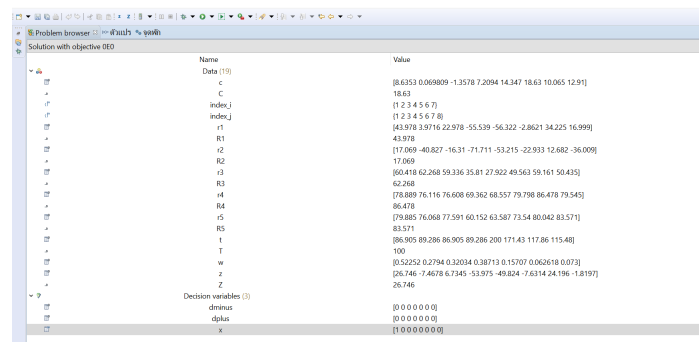 Problem browser ตัวแปร จุดพัก
Solution with objective 0E0
Name Value
Data (19)
c [8.6353 0.069809 -1.3578 7.2094 14.347 18.63 10.065 12.91]
C 18.63
index_i {1 2 3 4 5 6 7}
index_j {1 2 3 4 5 6 7 8}
r1 [43.978 3.9716 22.978 -55.539 -56.322 -2.8621 34.225 16.999]
R1 43.978
r2 [17.069 -40.827 -16.31 -71.711 -53.215 -22.933 12.682 -36.009]
R2 17.069
r3 [60.418 62.268 59.336 35.81 27.922 49.563 59.161 50.435]
R3 62.268
r4 [78.889 76.116 76.608 69.362 68.557 79.798 86.478 79.545]
R4 86.478
r5 [79.885 76.068 77.591 60.152 63.587 73.54 80.042 83.571]
R5 83.571
t [86.905 89.286 86.905 89.286 200 171.43 117.86 115.48]
T 100
w [0.52252 0.2794 0.32034 0.38713 0.15707 0.062618 0.073]
z [26.746 -7.4678 6.7345 -53.975 -49.824 -7.6314 24.196 -1.8197]
Z 26.746
Decision variables (3)
dminus [0 0 0 0 0 0 0]
dplus [0 0 0 0 0 0 0]
x [1 0 0 0 0 0 0 0]